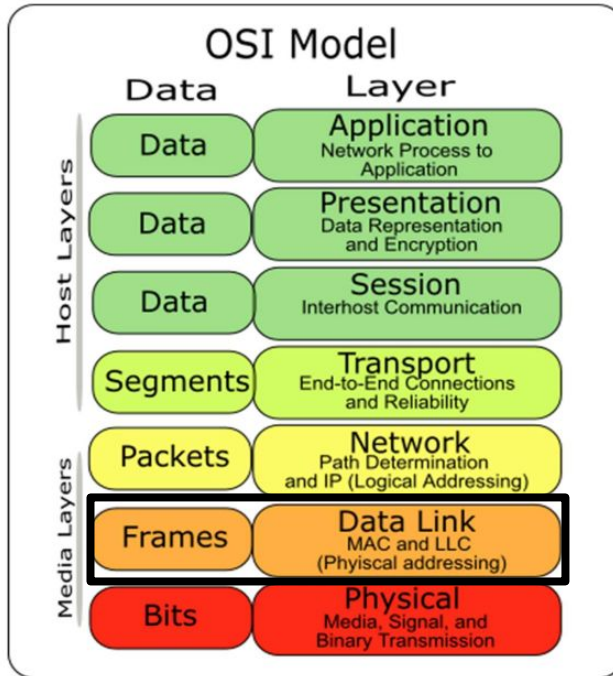 OSI Model
Data
Layer
Host Layers
Data
Application
Network Process to
Application
Data
Presentation
Data Representation
and Encryption
Data
Session
Interhost Communication
Segments
Transport
End-to-End Connections
and Reliability
Media Layers
Packets
Network
Path Determination
and IP (Logical Addressing)
Frames
Data Link
MAC and LLC
(Phyiscal addressing)
Bits
Physical
Media, Signal, and
Binary Transmission